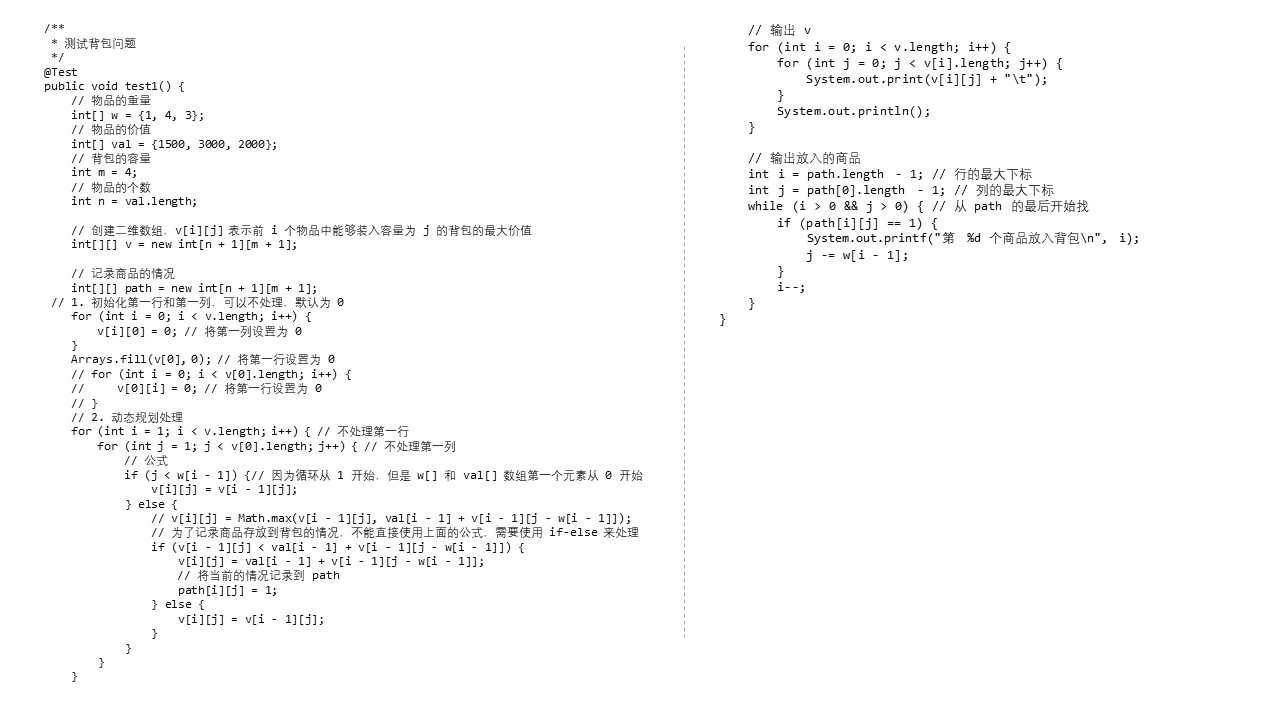 /**
 * 测试背包问题
 */
@Test
public void test1() {
    // 物品的重量
    int[] w = {1, 4, 3};
    // 物品的价值
    int[] val = {1500, 3000, 2000};
    // 背包的容量
    int m = 4;
    // 物品的个数
    int n = val.length;

    // 创建二维数组，v[i][j] 表示前 i 个物品中能够装入容量为 j 的背包的最大价值
    int[][] v = new int[n + 1][m + 1];

    // 记录商品的情况
    int[][] path = new int[n + 1][m + 1];
 // 1. 初始化第一行和第一列，可以不处理，默认为 0
    for (int i = 0; i < v.length; i++) {
        v[i][0] = 0; // 将第一列设置为 0
    }
    Arrays.fill(v[0], 0); // 将第一行设置为 0
    // for (int i = 0; i < v[0].length; i++) {
    //     v[0][i] = 0; // 将第一行设置为 0
    // }
    // 2. 动态规划处理
    for (int i = 1; i < v.length; i++) { // 不处理第一行
        for (int j = 1; j < v[0].length; j++) { // 不处理第一列
            // 公式
            if (j < w[i - 1]) {// 因为循环从 1 开始，但是 w[] 和 val[] 数组第一个元素从 0 开始
                v[i][j] = v[i - 1][j];
            } else {
                // v[i][j] = Math.max(v[i - 1][j], val[i - 1] + v[i - 1][j - w[i - 1]]);
                // 为了记录商品存放到背包的情况，不能直接使用上面的公式，需要使用 if-else 来处理
                if (v[i - 1][j] < val[i - 1] + v[i - 1][j - w[i - 1]]) {
                    v[i][j] = val[i - 1] + v[i - 1][j - w[i - 1]];
                    // 将当前的情况记录到 path
                    path[i][j] = 1;
                } else {
                    v[i][j] = v[i - 1][j];
                }
            }
        }
    }
    // 输出 v
    for (int i = 0; i < v.length; i++) {
        for (int j = 0; j < v[i].length; j++) {
            System.out.print(v[i][j] + "\t");
        }
        System.out.println();
    }

    // 输出放入的商品
    int i = path.length - 1; // 行的最大下标
    int j = path[0].length - 1; // 列的最大下标
    while (i > 0 && j > 0) { // 从 path 的最后开始找
        if (path[i][j] == 1) {
            System.out.printf("第 %d 个商品放入背包\n", i);
            j -= w[i - 1];
        }
        i--;
    }
}